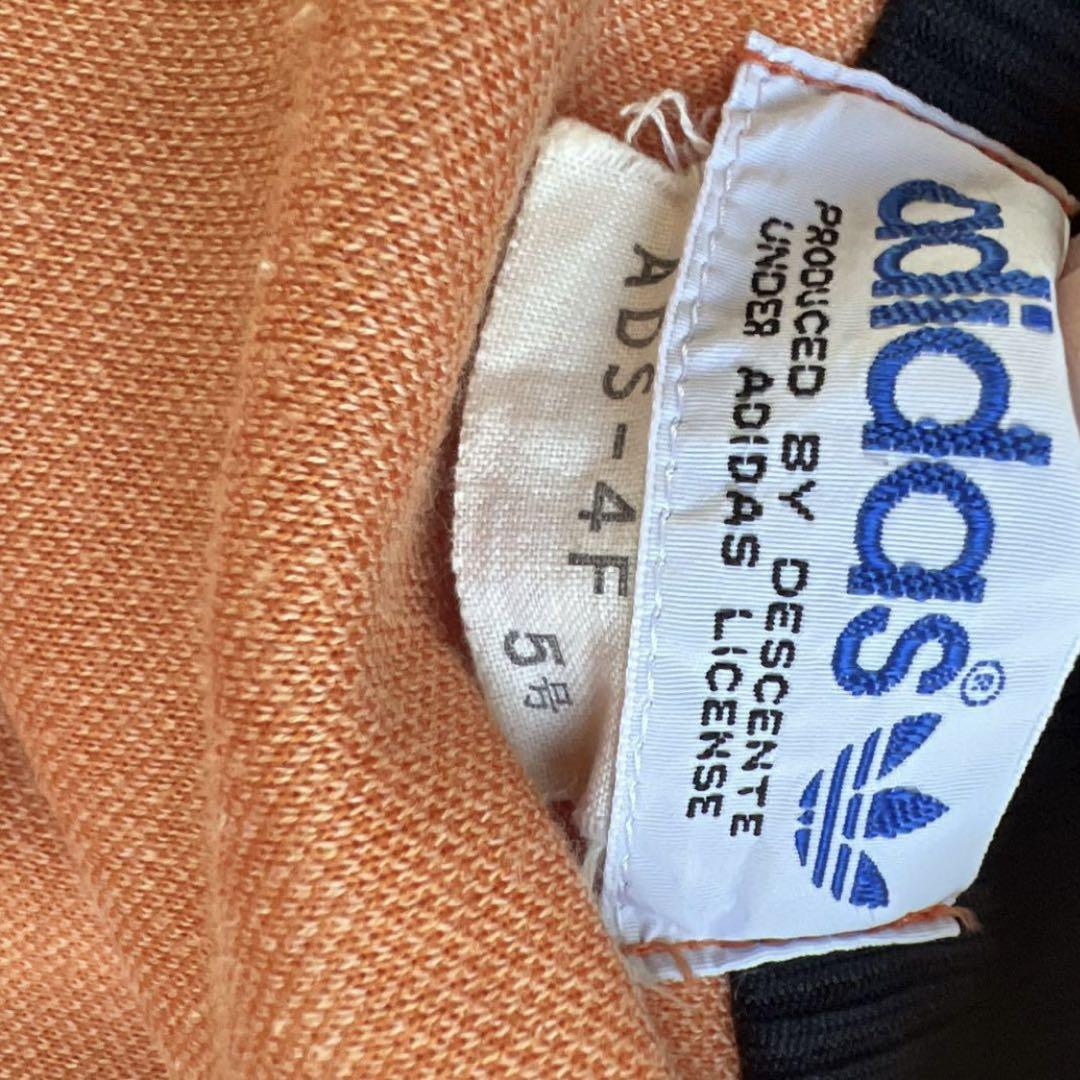 adidas®
PRODUCED BY DESCENTE
UNDER ADIDAS LICENSE
ADS-4F
5号